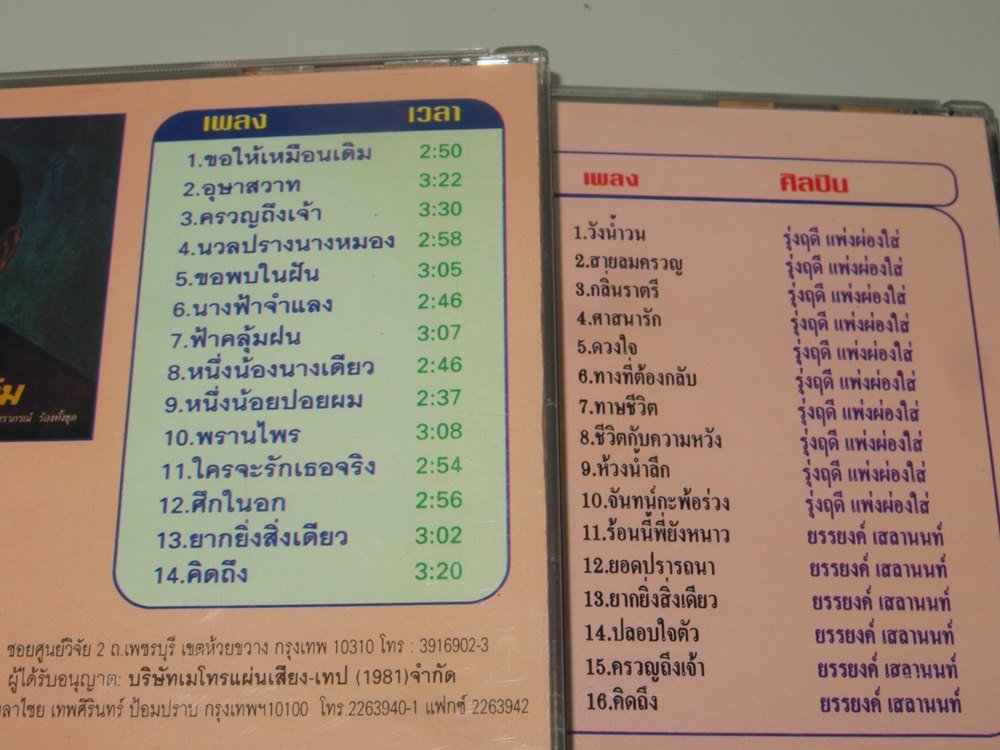 เพลง เวลา
1.ขอให้เหมือนเดิม 2:50
2.อุษาสวาท 3:22
3.ครวญถึงเจ้า 3:30
4.นวลปรางนางหมอง 2:58
5.ขอพบในฝัน 3:05
6.นางฟ้าจำแลง 2:46
7.ฟ้าคลุ้มฝน 3:07
8.หนึ่งน้องนางเดียว 2:46
9.หนึ่งน้อยปอยผม 2:37
10.พรานไพร 3:08
11.ใครจะรักเธอจริง 2:54
12.ศึกในอก 2:56
13.ยากยิ่งสิ่งเดียว 3:02
14.คิดถึง 3:20
ร้องทั้งชุด
ซอยศูนย์วิจัย 2 ถ.เพชรบุรี เขตห้วยขวาง กรุงเทพ 10310 โทร : 3916902-3
ผู้ได้รับอนุญาต: บริษัทเมโทรแผ่นเสียง-เทป (1981)จำกัด
เทพศิรินทร์ ป้อมปราบ กรุงเทพฯ10100 โทร.2263940-1 แฟกซ์ 2263942
เพลง ศิลปิน
1.วังน้ำวน รุ่งฤดี แพ่งผ่องใส่
2.สายลมครวญ รุ่งฤดี แพ่งผ่องใส่
3.กลิ่นราตรี รุ่งฤดี แพ่งผ่องใส่
4.ศาสนารัก รุ่งฤดี แพ่งผ่องใส่
5.ดวงใจ รุ่งฤดี แพ่งผ่องใส่
6.ทางที่ต้องกลับ รุ่งฤดี แพ่งผ่องใส่
7.ทาษชีวิต รุ่งฤดี แพ่งผ่องใส่
8.ชีวิตกับความหวัง รุ่งฤดี แพ่งผ่องใส่
9.ห้วงน้ำลึก รุ่งฤดี แพ่งผ่องใส่
10.จันทน์กะพ้อร่วง รุ่งฤดี แพ่งผ่องใส่
11.ร้อนนี้พี่ยังหนาว ยรรยงค์ เสลานนท์
12.ยอดปรารถนา ยรรยงค์ เสลานนท์
13.ยากยิ่งสิ่งเดียว ยรรยงค์ เสลานนท์
14.ปลอบใจตัว ยรรยงค์ เสลานนท์
15.ครวญถึงเจ้า ยรรยงค์ เสลานนท์
16.คิดถึง ยรรยงค์ เสลานนท์